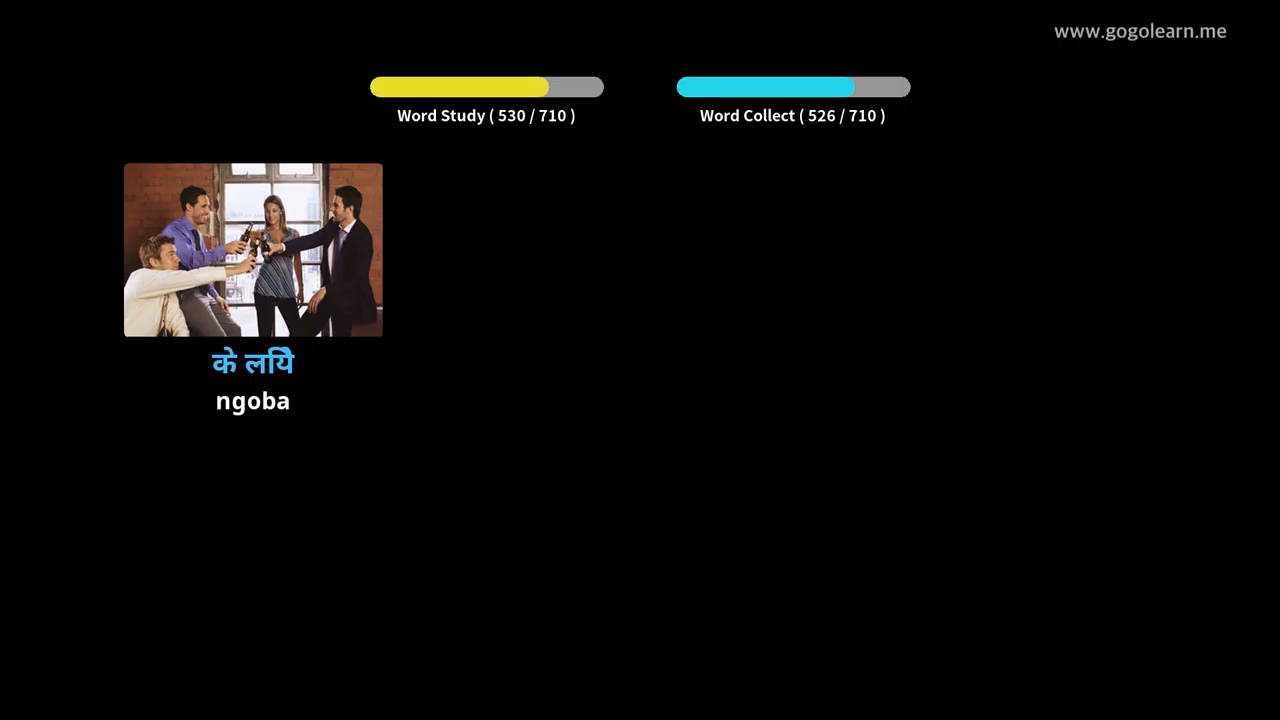 www.gogolearn.me
Word Study ( 530 / 710 )
Word Collect ( 526 / 710 )
के लियेि
ngoba